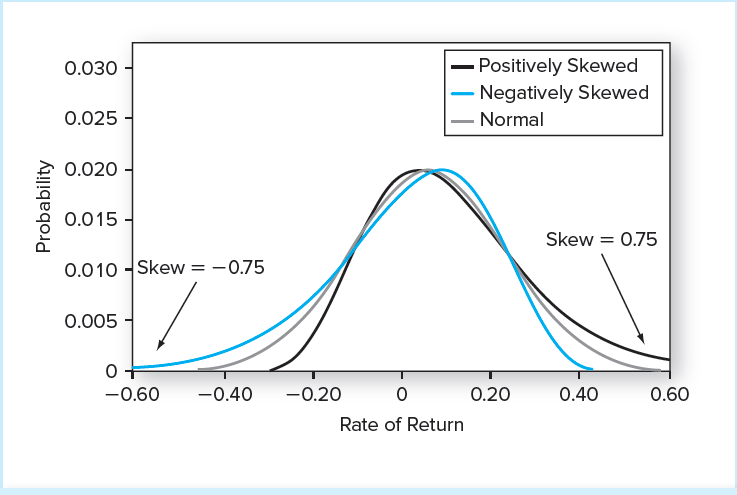 Positively Skewed
Negatively Skewed
Normal
0.030
0.025
0.020
0.015
0.010
0.005
0
Probability
Skew = −0.75
Skew = 0.75
−0.60 −0.40 −0.20 0 0.20 0.40 0.60
Rate of Return